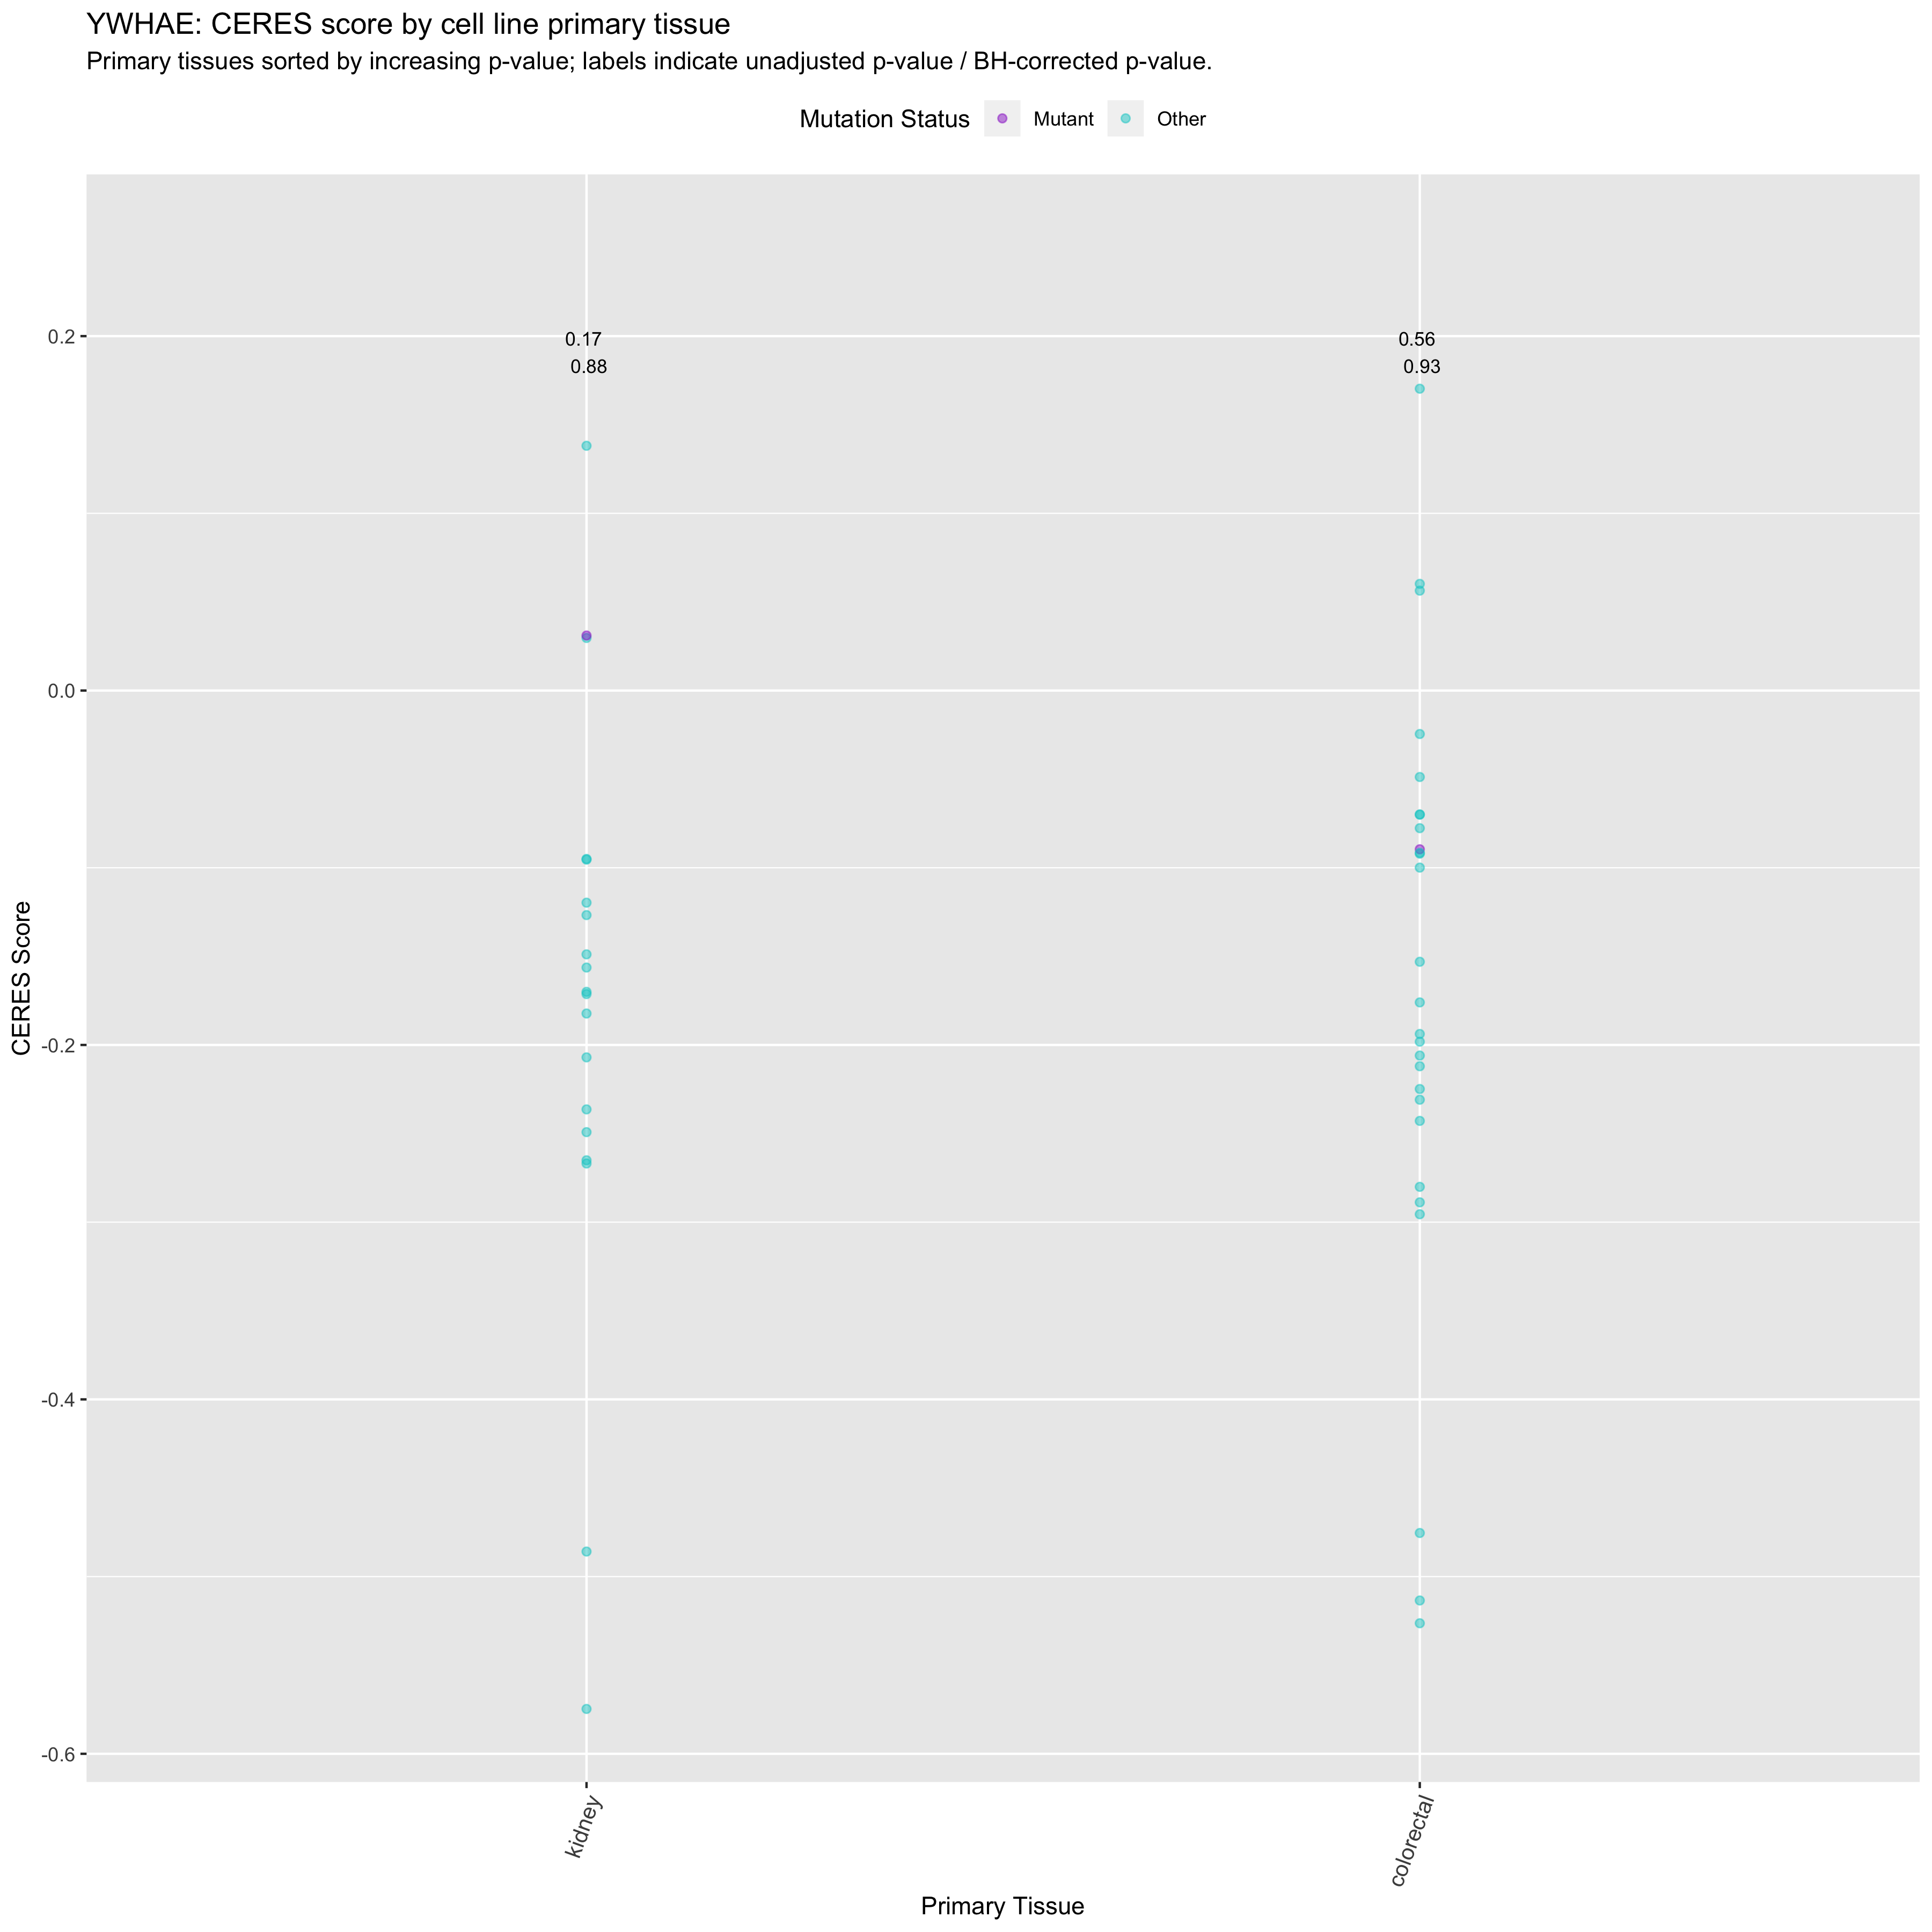 YWHAE: CERES score by cell line primary tissue
Primary tissues sorted by increasing p-value; labels indicate unadjusted p-value / BH-corrected p-value.
Mutation Status Mutant Other
0.17 0.56
0.88 0.93
0.2
0.0
-0.2
-0.4
-0.6
CERES Score
kidney colorectal
Primary Tissue